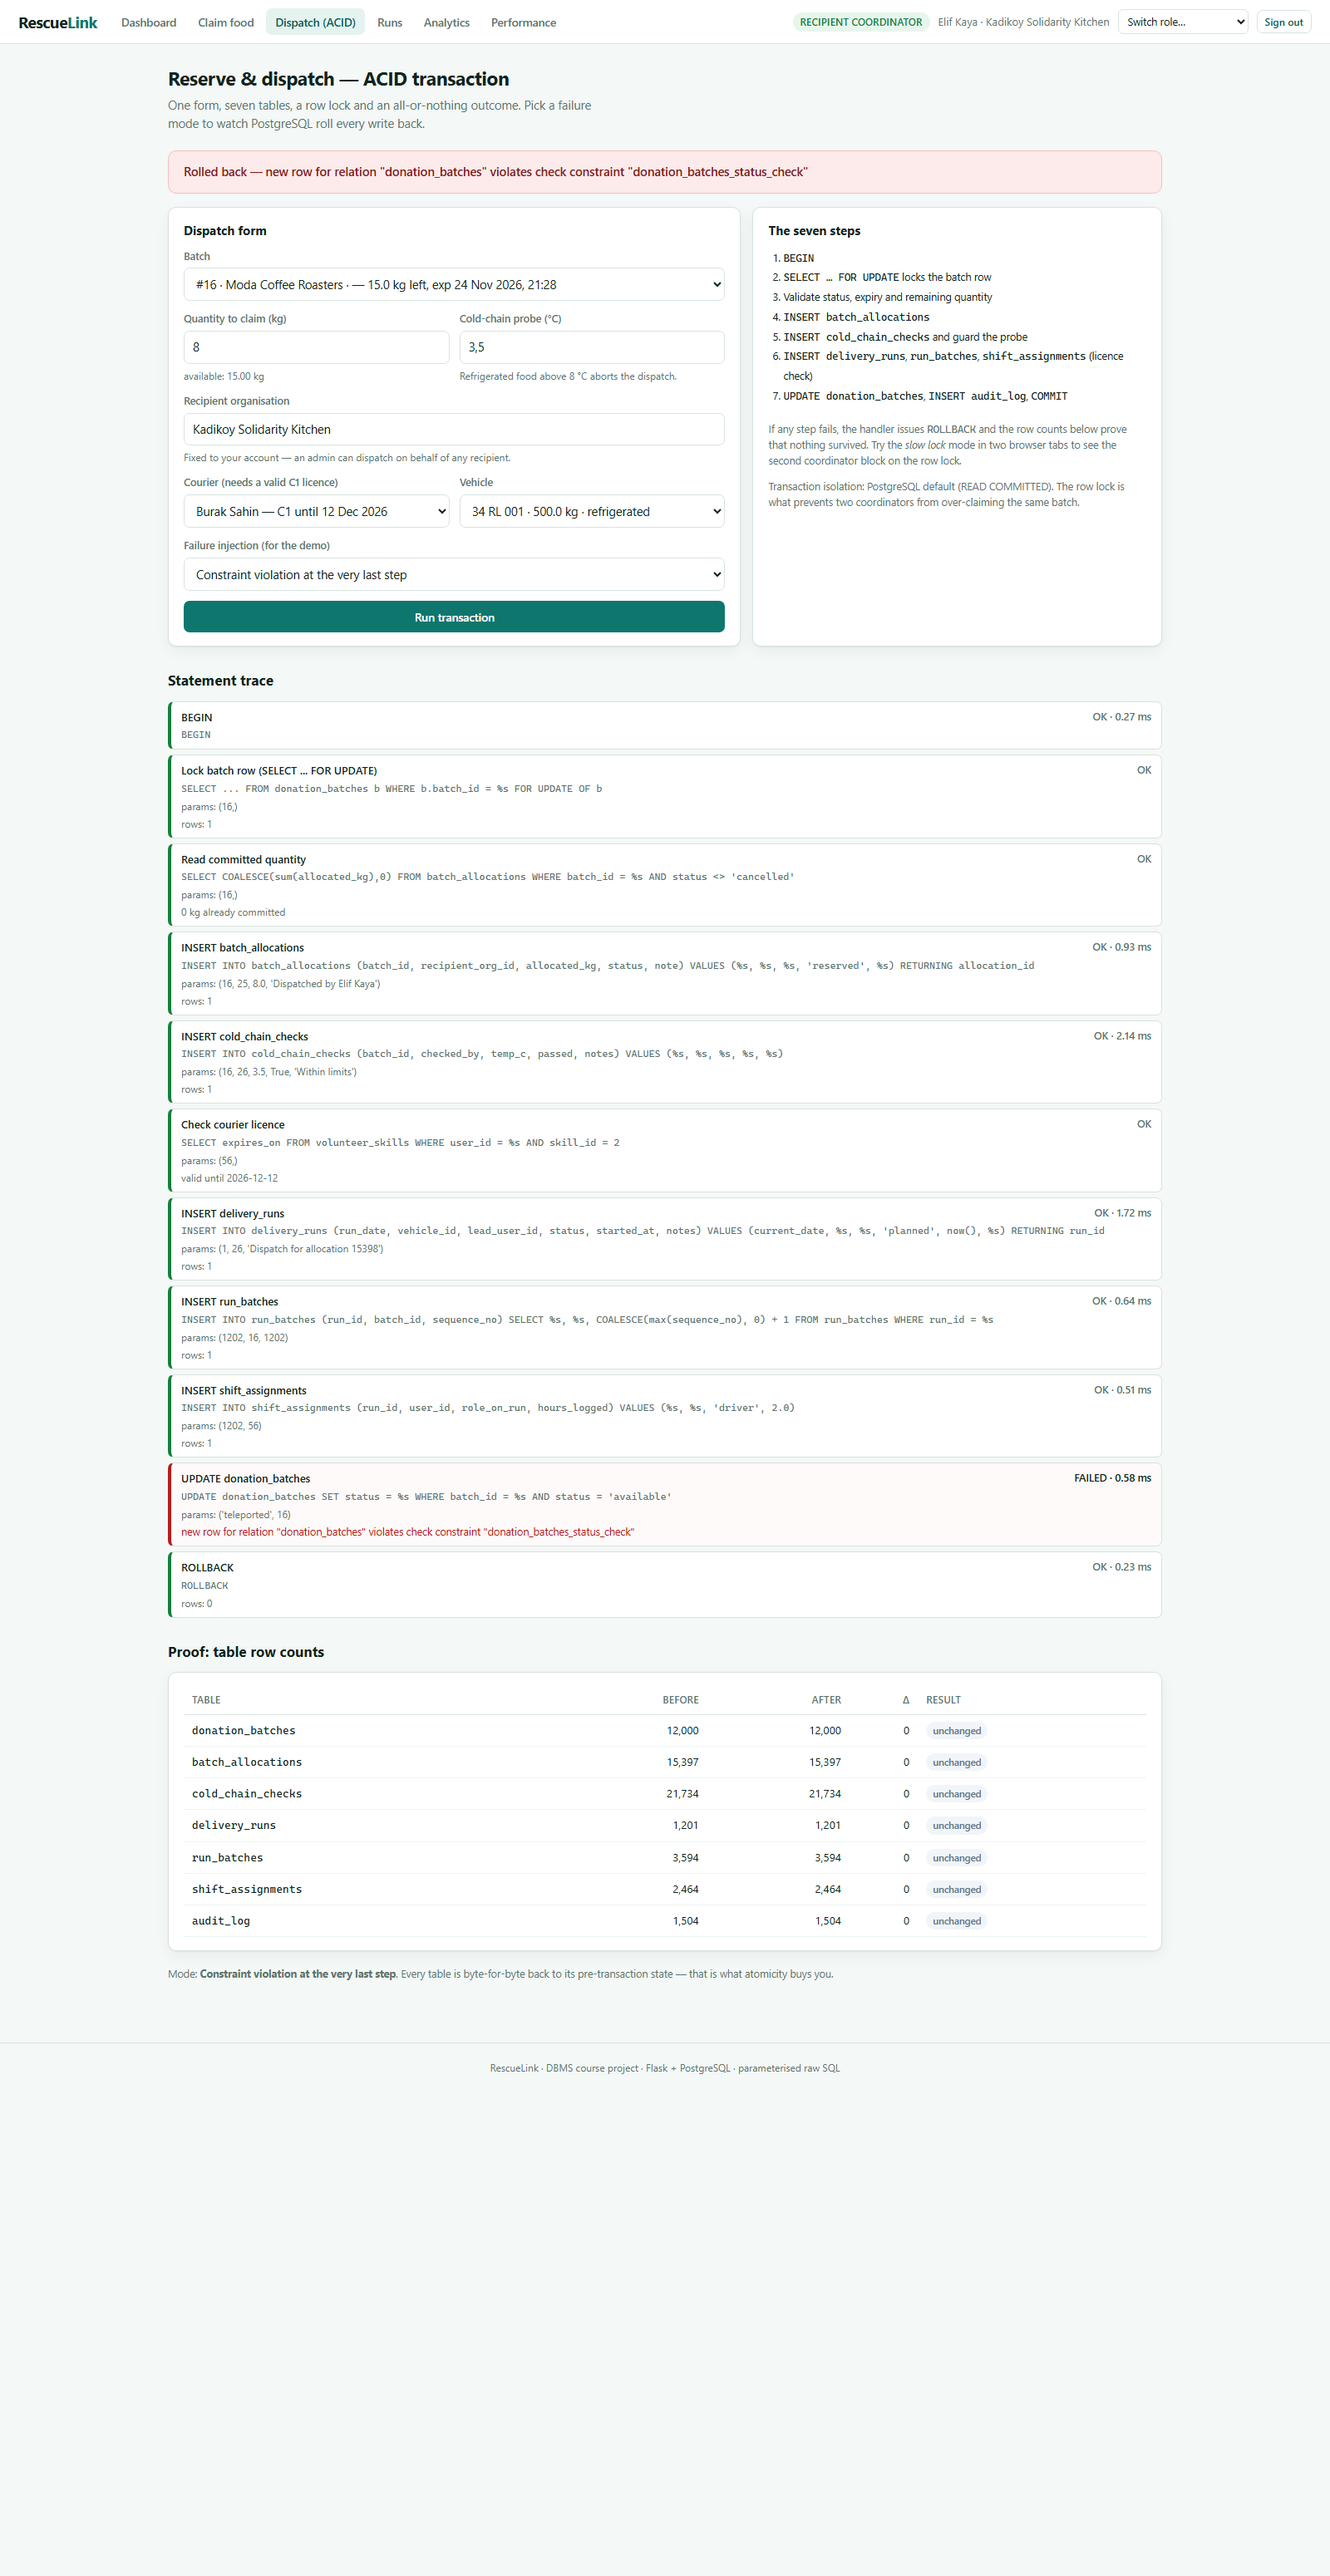 RescueLink
Dashboard
Claim food
Dispatch (ACID)
Runs
Analytics
Performance
RECIPIENT COORDINATOR
Elif Kaya · Kadikoy Solidarity Kitchen
Switch role...
Sign out
Reserve & dispatch — ACID transaction
One form, seven tables, a row lock and an all-or-nothing outcome. Pick a failure
mode to watch PostgreSQL roll every write back.
Rolled back — new row for relation "donation_batches" violates check constraint "donation_batches_status_check"
Dispatch form
Batch
#16 · Moda Coffee Roasters · — 15.0 kg left, exp 24 Nov 2026, 21:28
Quantity to claim (kg)
Cold-chain probe (°C)
8
3,5
available: 15.00 kg
Refrigerated food above 8 °C aborts the dispatch.
Recipient organisation
Kadikoy Solidarity Kitchen
Fixed to your account — an admin can dispatch on behalf of any recipient.
Courier (needs a valid C1 licence)
Vehicle
Burak Sahin — C1 until 12 Dec 2026
34 RL 001 · 500.0 kg · refrigerated
Failure injection (for the demo)
Constraint violation at the very last step
Run transaction
The seven steps
1. BEGIN
2. SELECT … FOR UPDATE locks the batch row
3. Validate status, expiry and remaining quantity
4. INSERT batch_allocations
5. INSERT cold_chain_checks and guard the probe
6. INSERT delivery_runs, run_batches, shift_assignments (licence
check)
7. UPDATE donation_batches, INSERT audit_log, COMMIT
If any step fails, the handler issues ROLLBACK and the row counts below prove
that nothing survived. Try the slow lock mode in two browser tabs to see the
second coordinator block on the row lock.
Transaction isolation: PostgreSQL default (READ COMMITTED). The row lock is
what prevents two coordinators from over-claiming the same batch.
Statement trace
BEGIN
OK · 0.27 ms
BEGIN
Lock batch row (SELECT ... FOR UPDATE)
OK
SELECT ... FROM donation_batches b WHERE b.batch_id = %s FOR UPDATE OF b
params: (16,)
rows: 1
Read committed quantity
OK
SELECT COALESCE(sum(allocated_kg),0) FROM batch_allocations WHERE batch_id = %s AND status <> 'cancelled'
params: (16,)
0 kg already committed
INSERT batch_allocations
OK · 0.93 ms
INSERT INTO batch_allocations (batch_id, recipient_org_id, allocated_kg, status, note) VALUES (%s, %s, %s, 'reserved', %s) RETURNING allocation_id
params: (16, 25, 8.0, 'Dispatched by Elif Kaya')
rows: 1
INSERT cold_chain_checks
OK · 2.14 ms
INSERT INTO cold_chain_checks (batch_id, checked_by, temp_c, passed, notes) VALUES (%s, %s, %s, %s, %s)
params: (16, 26, 3.5, True, 'Within limits')
rows: 1
Check courier licence
OK
SELECT expires_on FROM volunteer_skills WHERE user_id = %s AND skill_id = 2
params: (56,)
valid until 2026-12-12
INSERT delivery_runs
OK · 1.72 ms
INSERT INTO delivery_runs (run_date, vehicle_id, lead_user_id, status, started_at, notes) VALUES (current_date, %s, %s, 'planned', now(), %s) RETURNING run_id
params: (1, 26, 'Dispatch for allocation 15398')
rows: 1
INSERT run_batches
OK · 0.64 ms
INSERT INTO run_batches (run_id, batch_id, sequence_no) SELECT %s, %s, COALESCE(max(sequence_no), 0) + 1 FROM run_batches WHERE run_id = %s
params: (1202, 16, 1202)
rows: 1
INSERT shift_assignments
OK · 0.51 ms
INSERT INTO shift_assignments (run_id, user_id, role_on_run, hours_logged) VALUES (%s, %s, 'driver', 2.0)
params: (1202, 56)
rows: 1
UPDATE donation_batches
FAILED · 0.58 ms
UPDATE donation_batches SET status = %s WHERE batch_id = %s AND status = 'available'
params: ('teleported', 16)
new row for relation "donation_batches" violates check constraint "donation_batches_status_check"
ROLLBACK
OK · 0.23 ms
ROLLBACK
rows: 0
Proof: table row counts
TABLE BEFORE AFTER Δ RESULT
donation_batches 12,000 12,000 0 unchanged
batch_allocations 15,397 15,397 0 unchanged
cold_chain_checks 21,734 21,734 0 unchanged
delivery_runs 1,201 1,201 0 unchanged
run_batches 3,594 3,594 0 unchanged
shift_assignments 2,464 2,464 0 unchanged
audit_log 1,504 1,504 0 unchanged
Mode: Constraint violation at the very last step. Every table is byte-for-byte back to its pre-transaction state — that is what atomicity buys you.
RescueLink · DBMS course project · Flask + PostgreSQL · parameterised raw SQL